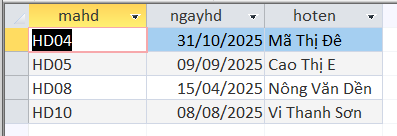 mahd ngayhd hoten
HD04 31/10/2025 Mã Thị Đê
HD05 09/09/2025 Cao Thị E
HD08 15/04/2025 Nông Văn Dền
HD10 08/08/2025 Vi Thanh Sơn